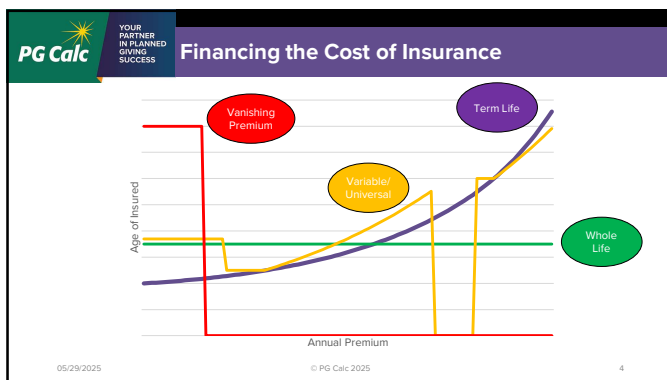 PG Calc
YOUR
PARTNER
IN PLANNED
GIVING
SUCCESS
Financing the Cost of Insurance
Vanishing
Premium
Term Life
Variable/
Universal
Whole
Life
Age of Insured
Annual Premium
05/29/2025
© PG Calc 2025
4